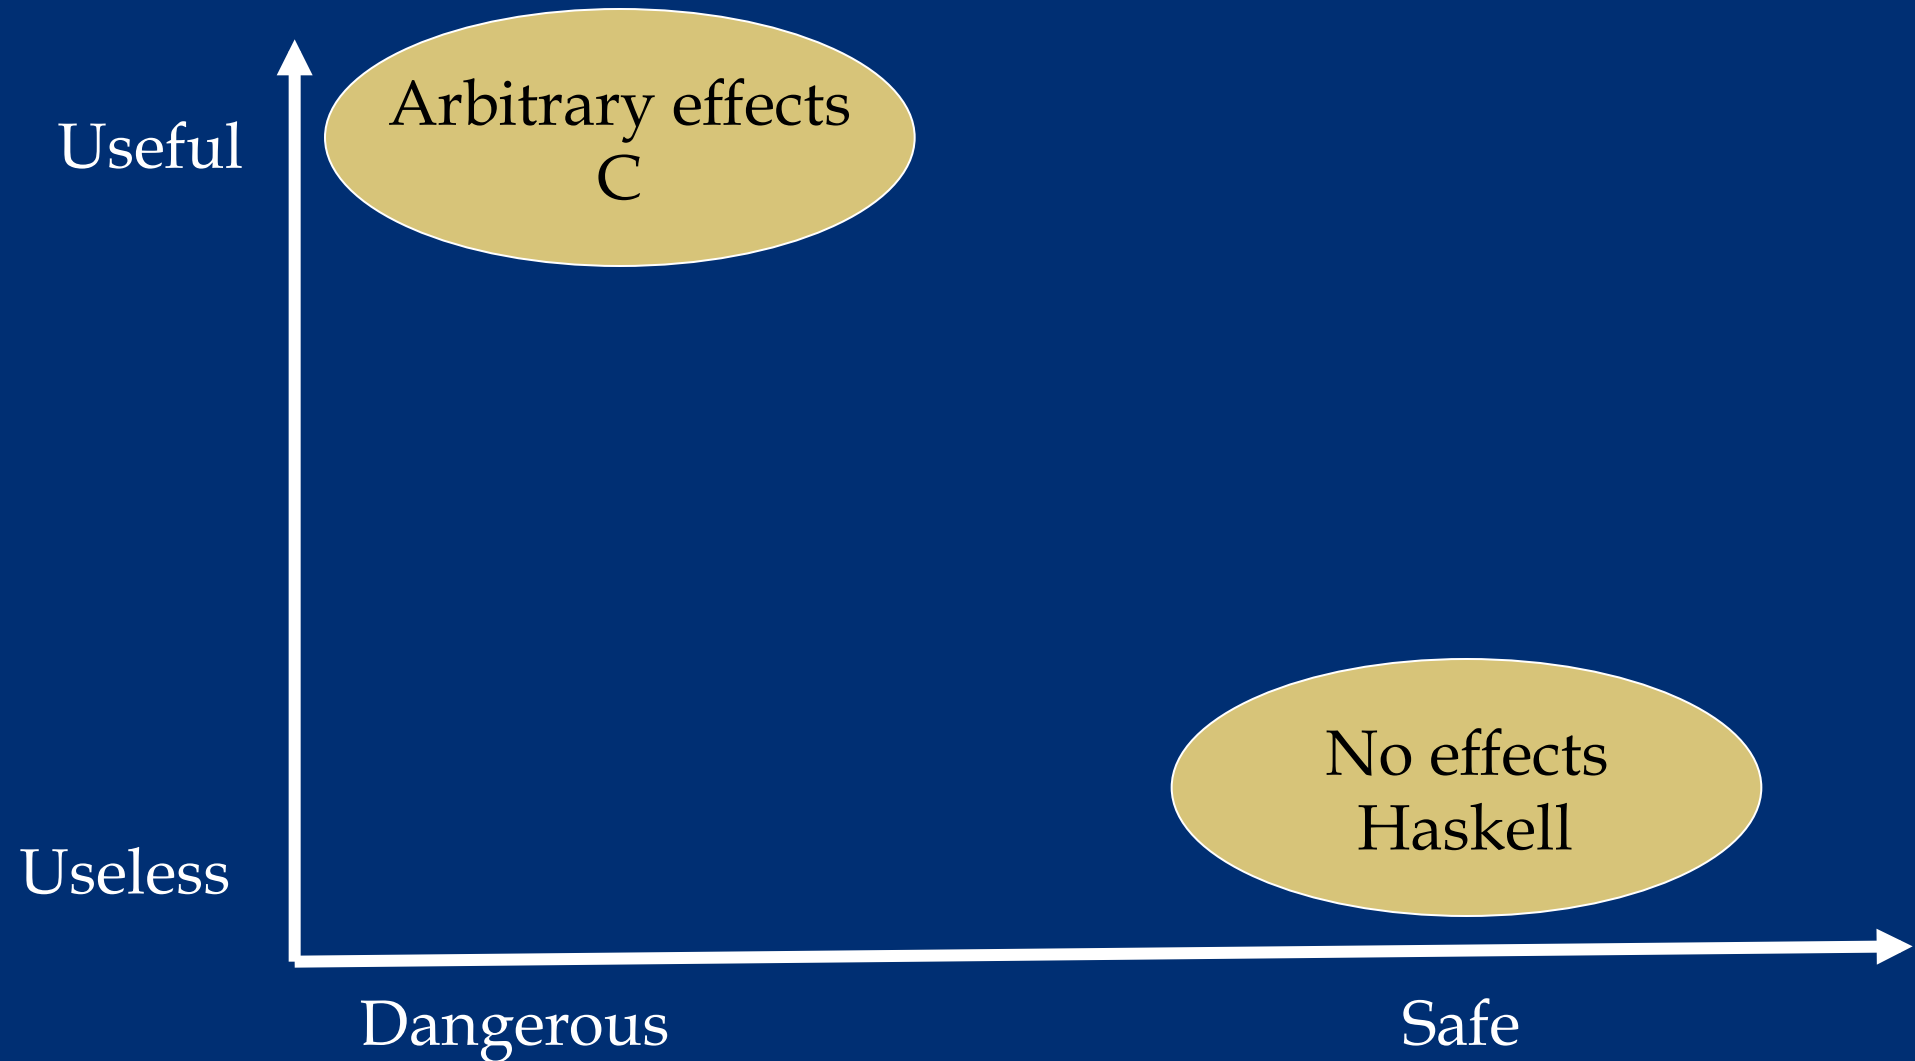 Arbitrary effects
C
Useful
No effects
Haskell
Useless
Dangerous
Safe